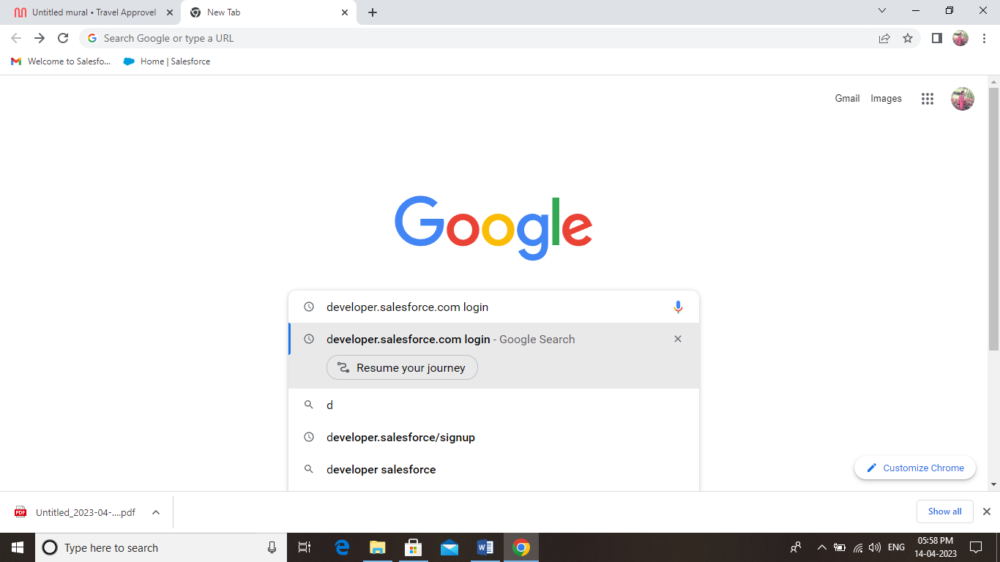 Untitled mural • Travel Approvel
New Tab
Search Google or type a URL
Welcome to Salesfo...
Home | Salesforce
Gmail Images
Google
developer.salesforce.com login
developer.salesforce.com login - Google Search
Resume your journey
d
developer.salesforce/signup
developer salesforce
Customize Chrome
PDF
Untitled_2023-04-....pdf
Show all
Type here to search
ENG
05:58 PM
14-04-2023